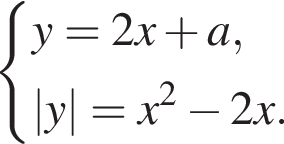 y = 2x + a,
|y| = x² − 2x.